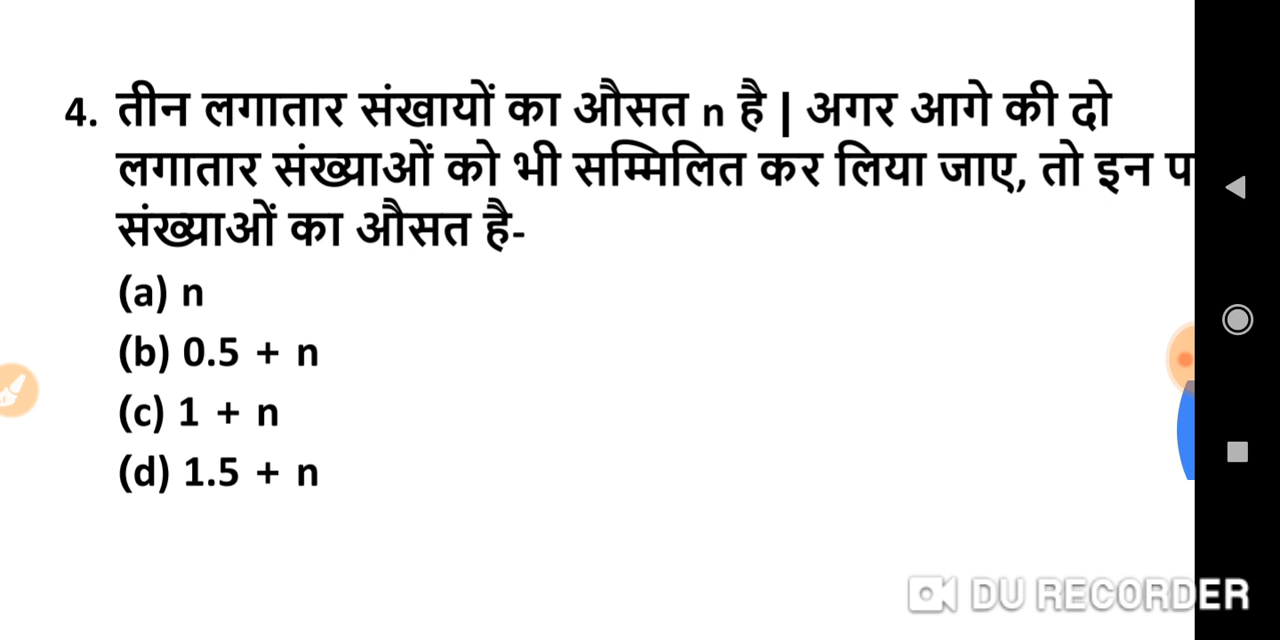 4. तीन लगातार संखायों का औसत n है | अगर आगे की दो
लगातार संख्याओं को भी सम्मिलित कर लिया जाए, तो इन प
संख्याओं का औसत है-
(a) n
(b) 0.5 + n
(c) 1 + n
(d) 1.5 + n
DU RECORDER